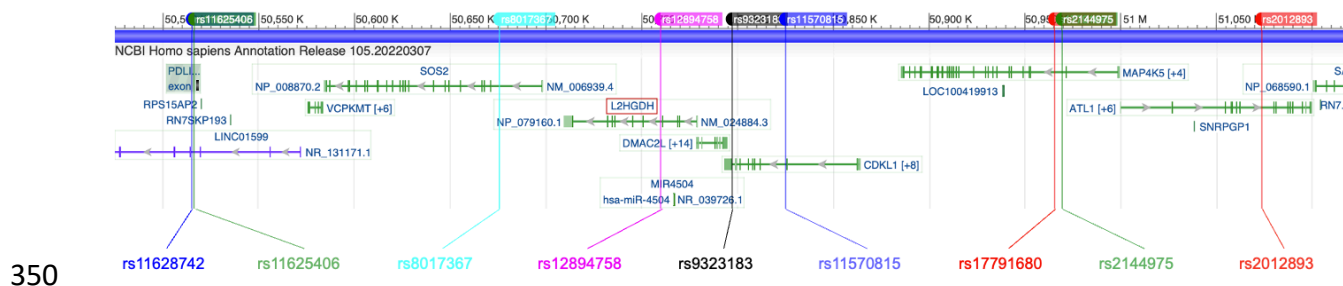 50,5 50,550 K 50,600 K 50,650 K 0,700 K 50 850 K 50,900 K 50,95 51 M 51,050
rs11625406 rs8017367 rs12894758 rs9323183 rs11570815 rs2144975 rs2012893
NCBI Homo sapiens Annotation Release 105.20220307
PDLI... SOS2 MAP4K5 [+4]
exon NP_008870.2 NM_006939.4 NP_068590.1
LOC100419913
RPS15AP2 VCPKMT [+6] L2HGDH ATL1 [+6] RN7
RN7SKP193 NP_079160.1 NM_024884.3 SNRPGP1
LINC01599 DMAC2L [+14]
NR_131171.1 CDKL1 [+8]
MIR4504
hsa-miR-4504 NR_039726.1
rs11628742 rs11625406 rs8017367 rs12894758 rs9323183 rs11570815 rs17791680 rs2144975 rs2012893
350